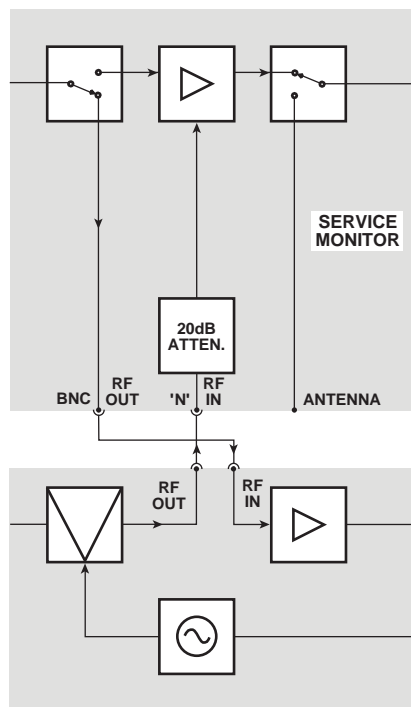 SERVICE
MONITOR
20dB
ATTEN.
BNC
RF
OUT
'N'
RF
IN
ANTENNA
RF
OUT
RF
IN